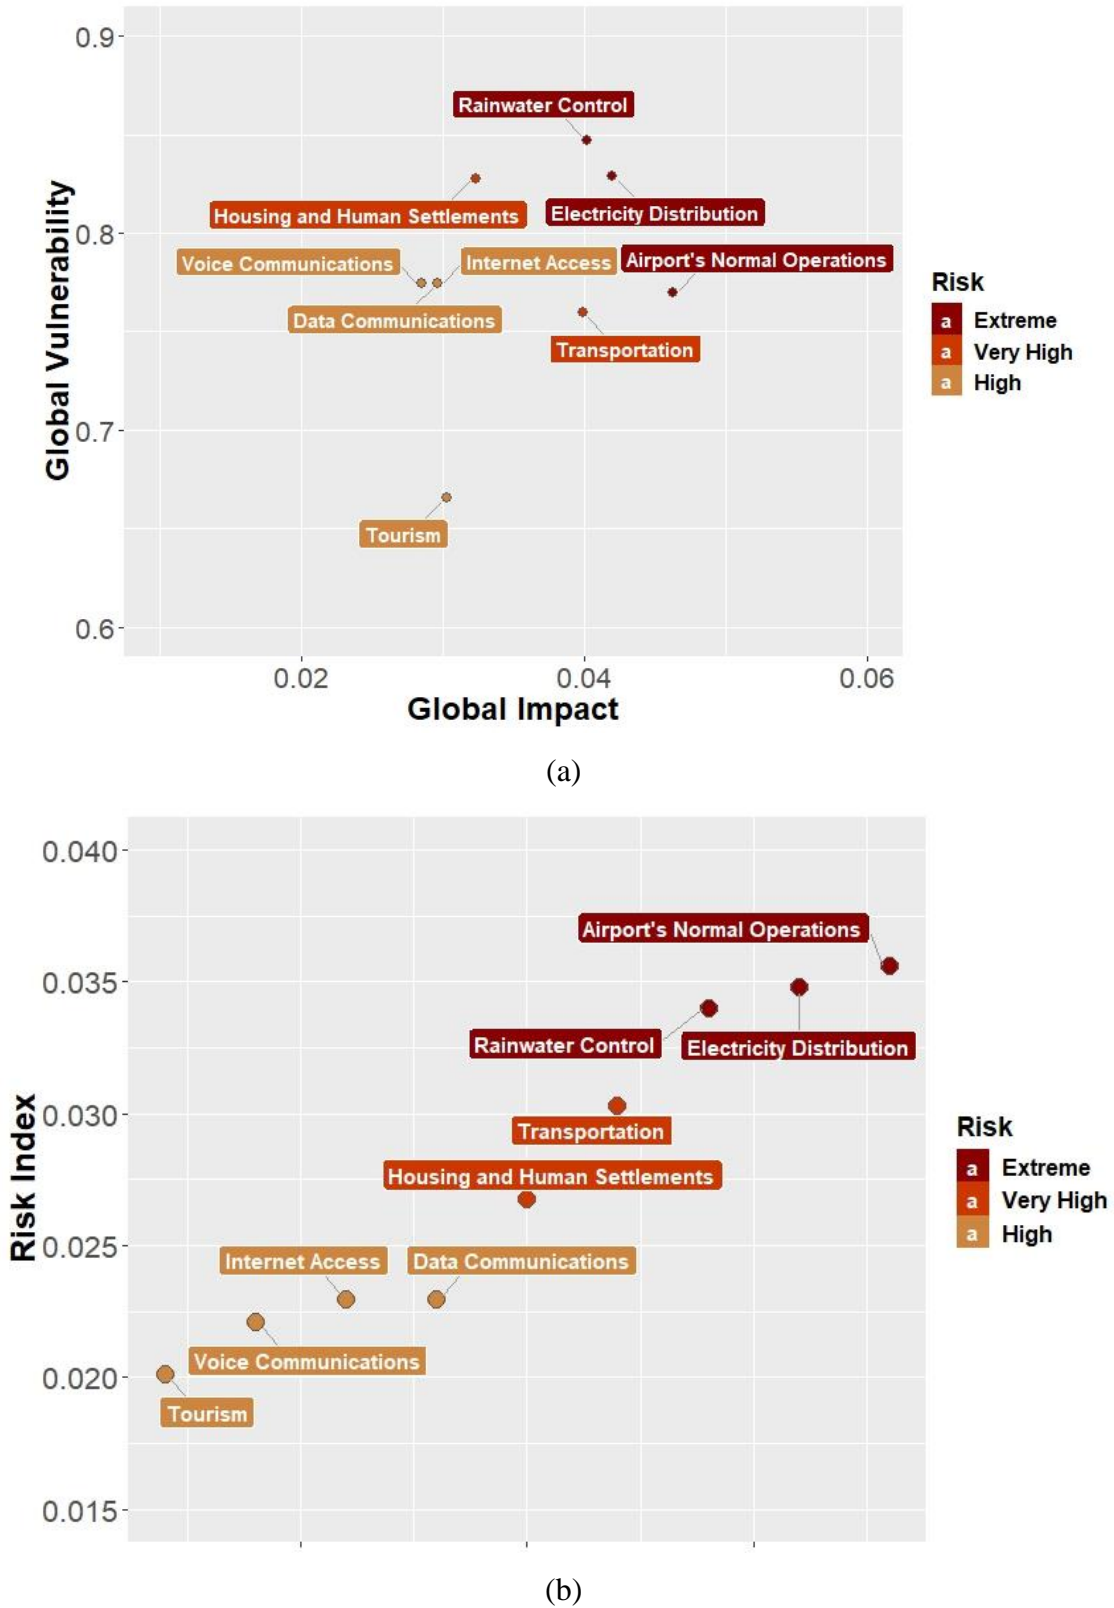 0.9
Rainwater Control
Housing and Human Settlements
Electricity Distribution
0.8
Voice Communications
Internet Access
Airport's Normal Operations
Data Communications
Transportation
0.7
Tourism
0.6
Global Vulnerability
0.02
0.04
0.06
Global Impact
Risk
a Extreme
a Very High
a High
(a)
0.040
Airport's Normal Operations
0.035
Rainwater Control
Electricity Distribution
0.030
Transportation
Housing and Human Settlements
0.025
Internet Access
Data Communications
Voice Communications
0.020
Tourism
0.015
Risk Index
Risk
a Extreme
a Very High
a High
(b)